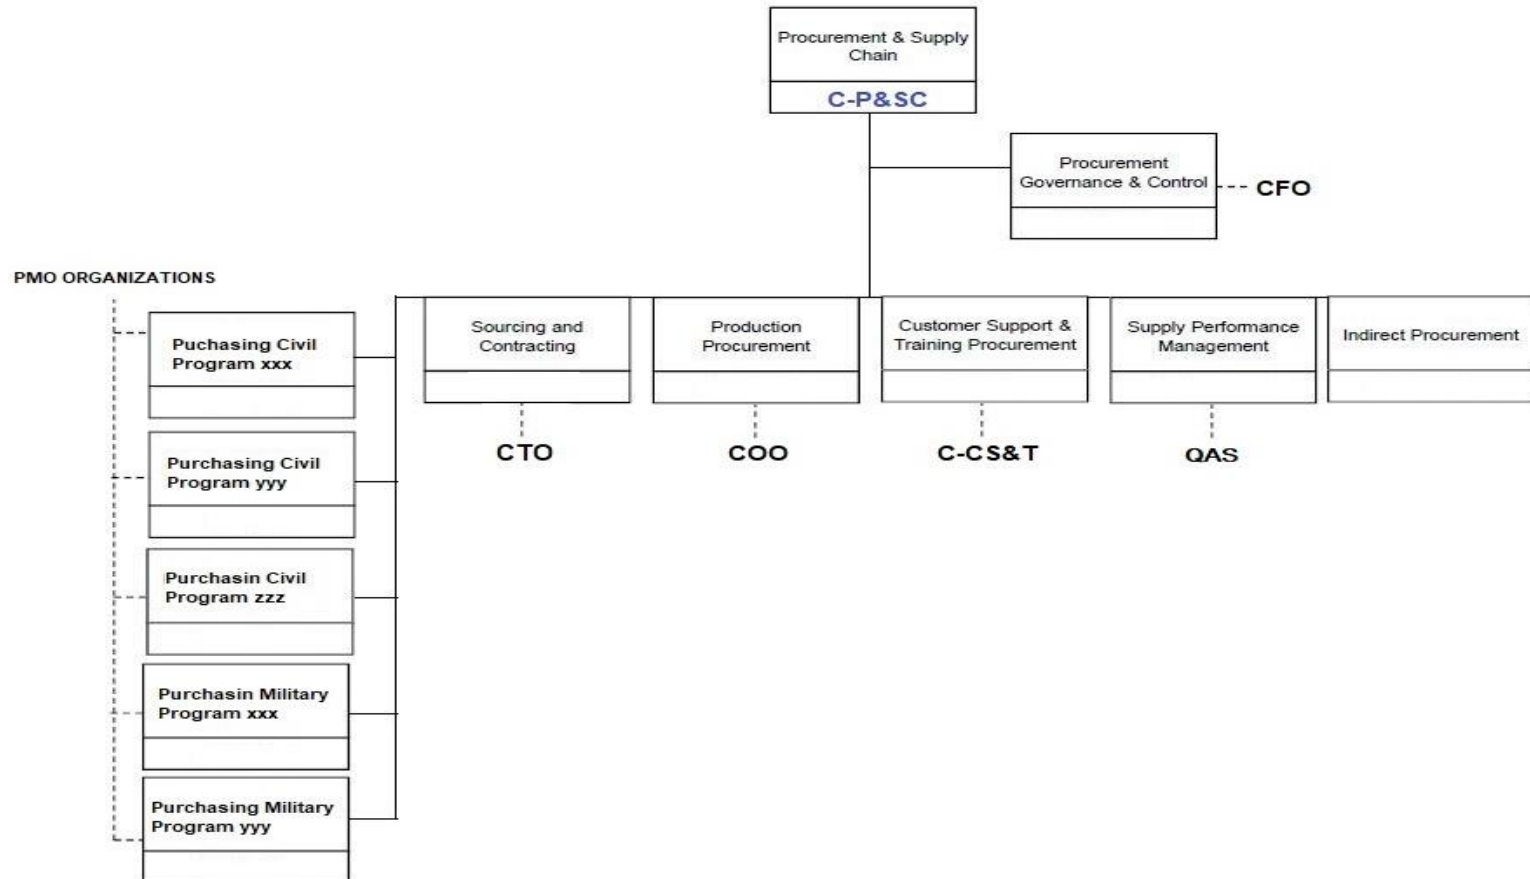 Procurement & Supply
Chain
C-P&SC
Procurement
Governance & Control
CFO
PMO ORGANIZATIONS
Sourcing and
Contracting
Production
Procurement
Customer Support &
Training Procurement
Supply Performance
Management
Indirect Procurement
CTO
COO
C-CS&T
QAS
Puchasing Civil
Program xxx
Purchasing Civil
Program yyy
Purchasin Civil
Program zzz
Purchasin Military
Program xxx
Purchasing Military
Program yyy